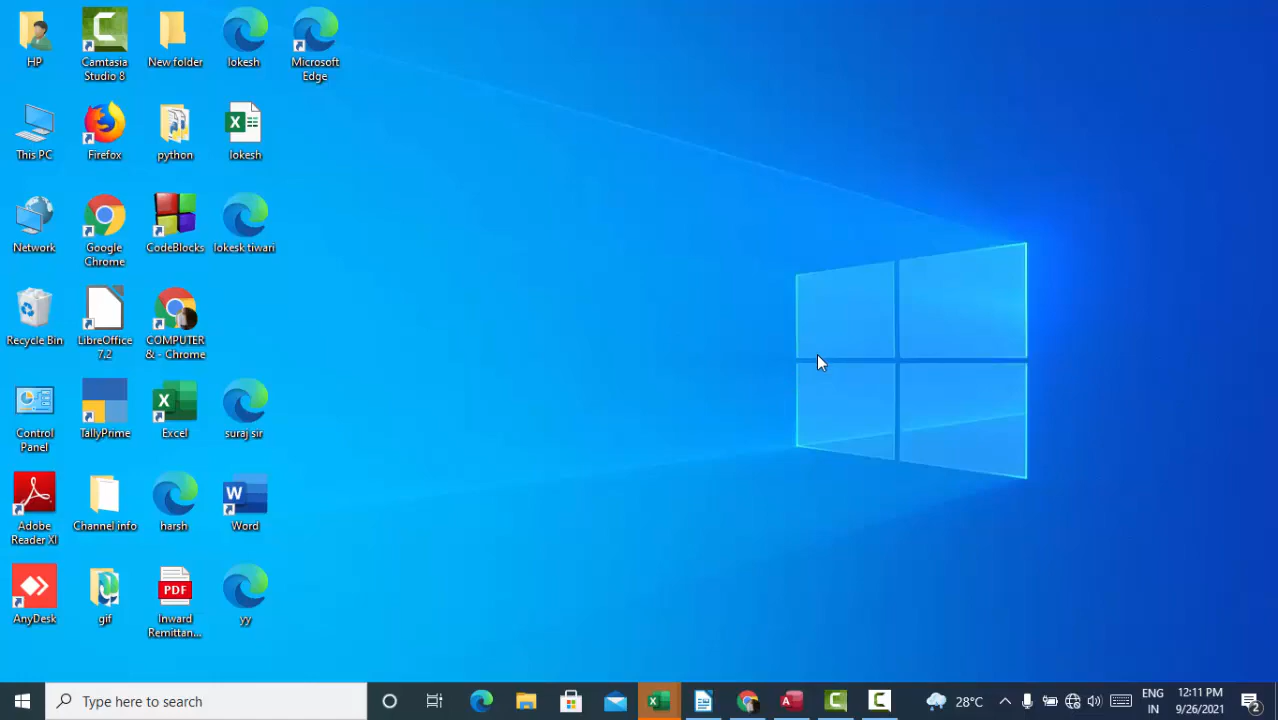 HP
Camtasia
Studio 8
New folder
lokesh
Microsoft
Edge
This PC
Firefox
python
lokesh
Network
Google
Chrome
CodeBlocks
lokesk tiwari
Recycle Bin
LibreOffice
7.2
COMPUTER
& - Chrome
Control
Panel
TallyPrime
Excel
suraj sir
Adobe
Reader XI
Channel info
harsh
Word
AnyDesk
gif
PDF
Inward
Remittan...
yy
Type here to search
28°C
ENG
IN
12:11 PM
9/26/2021
2